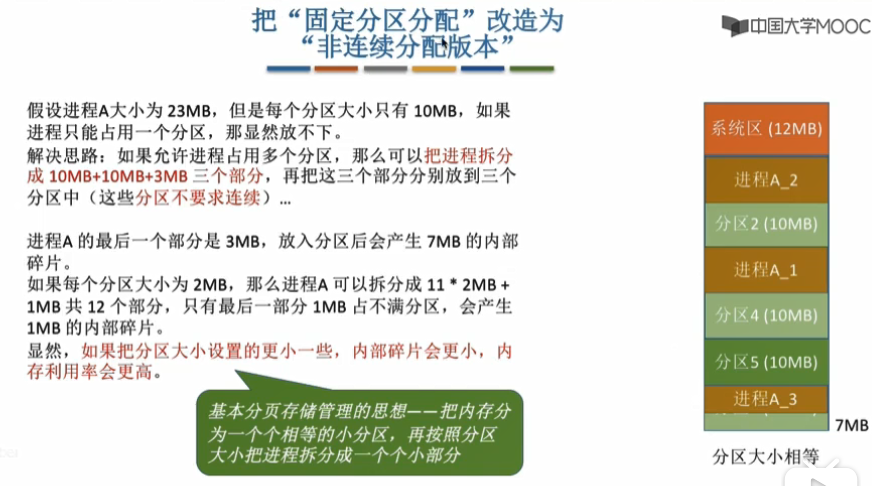 把“固定分区分配”改造为
“非连续分配版本”
中国大学MOOC
假设进程A大小为 23MB，但是每个分区大小只有 10MB，如果
进程只能占用一个分区，那显然放不下。
解决思路：如果允许进程占用多个分区，那么可以把进程拆分
成 10MB+10MB+3MB 三个部分，再把这三个部分分别放到三个
分区中（这些分区不要求连续）...
进程A 的最后一个部分是 3MB，放入分区后会产生 7MB 的内部
碎片。
如果每个分区大小为 2MB，那么进程A 可以拆分成 11 * 2MB +
1MB 共 12 个部分，只有最后一部分 1MB 占不满分区，会产生
1MB 的内部碎片。
显然，如果把分区大小设置的更小一些，内部碎片会更小，内
存利用率会更高。
基本分页存储管理的思想——把内存分
为一个个相等的小分区，再按照分区
大小把进程拆分成一个个小部分
系统区 (12MB)
进程A_2
分区2 (10MB)
进程A_1
分区4 (10MB)
分区5 (10MB)
进程A_3
7MB
分区大小相等